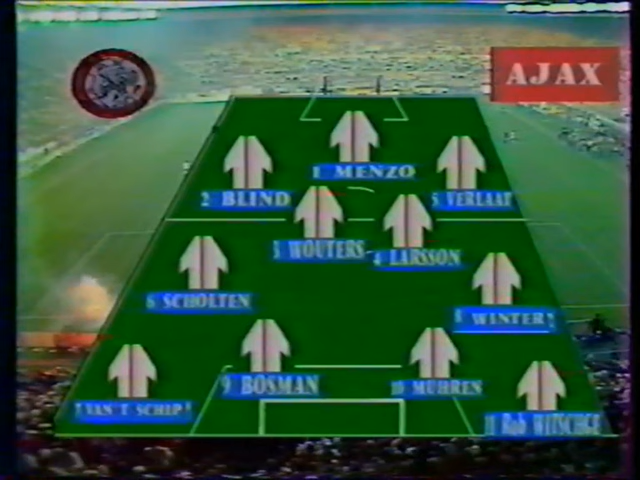 AJAX
1 MENZO
2 BLIND
5 VERLAAT
3 WOUTERS
4 LARSSON
6 SCHOLTEN
8 WINTER
7 VAN'T SCHIP
9 BOSMAN
10 MUHREN
11 Rob WITSCHGE